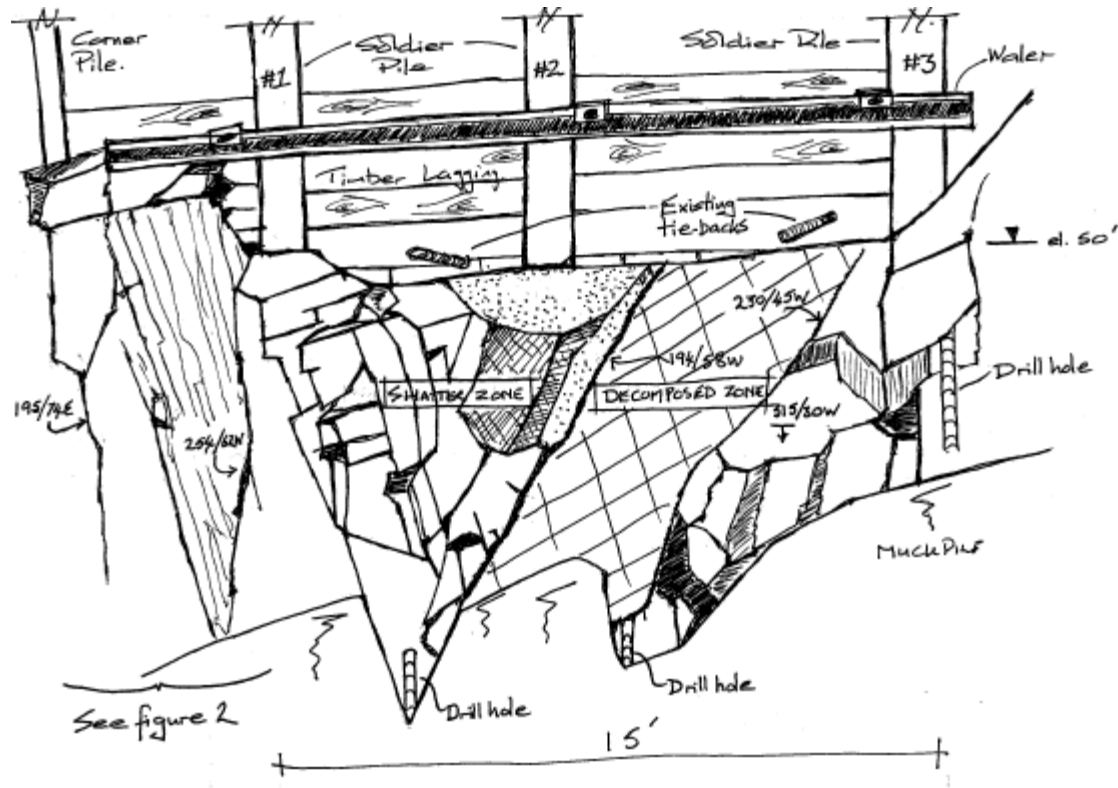 Corner
Pile.
Soldier
Pile
Soldier Pile
#1
#2
#3
Waler
Timber Lagging
Existing
tie-backs
el. 50'
230/45W
194/58W
SHATTER ZONE
DECOMPOSED ZONE
Drill hole
195/74E
315/30W
254/62W
MUCK PILE
Drill hole
Drill hole
See figure 2
15'